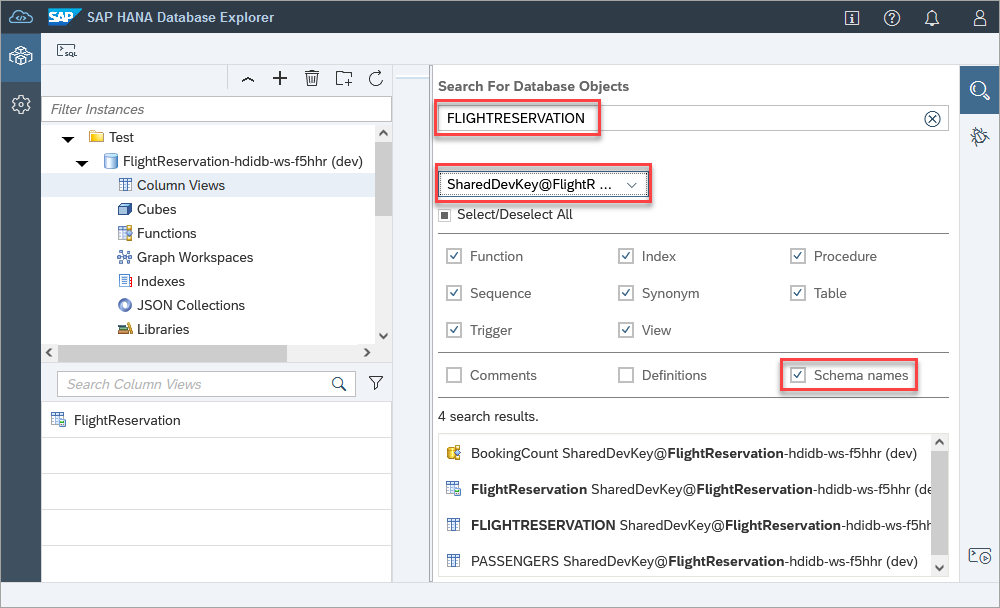 SAP SAP HANA Database Explorer
SQL
Filter Instances
Test
FlightReservation-hdidb-ws-f5hhr (dev)
Column Views
Cubes
Functions
Graph Workspaces
Indexes
JSON Collections
Libraries
Search Column Views
FlightReservation
Search For Database Objects
FLIGHTRESERVATION
SharedDevKey@FlightR ...
Select/Deselect All
Function Index Procedure
Sequence Synonym Table
Trigger View
Comments Definitions Schema names
4 search results.
BookingCount SharedDevKey@FlightReservation-hdidb-ws-f5hhr (dev)
FlightReservation SharedDevKey@FlightReservation-hdidb-ws-f5hhr (de
FLIGHTRESERVATION SharedDevKey@FlightReservation-hdidb-ws-f5hh
PASSENGERS SharedDevKey@FlightReservation-hdidb-ws-f5hhr (dev)